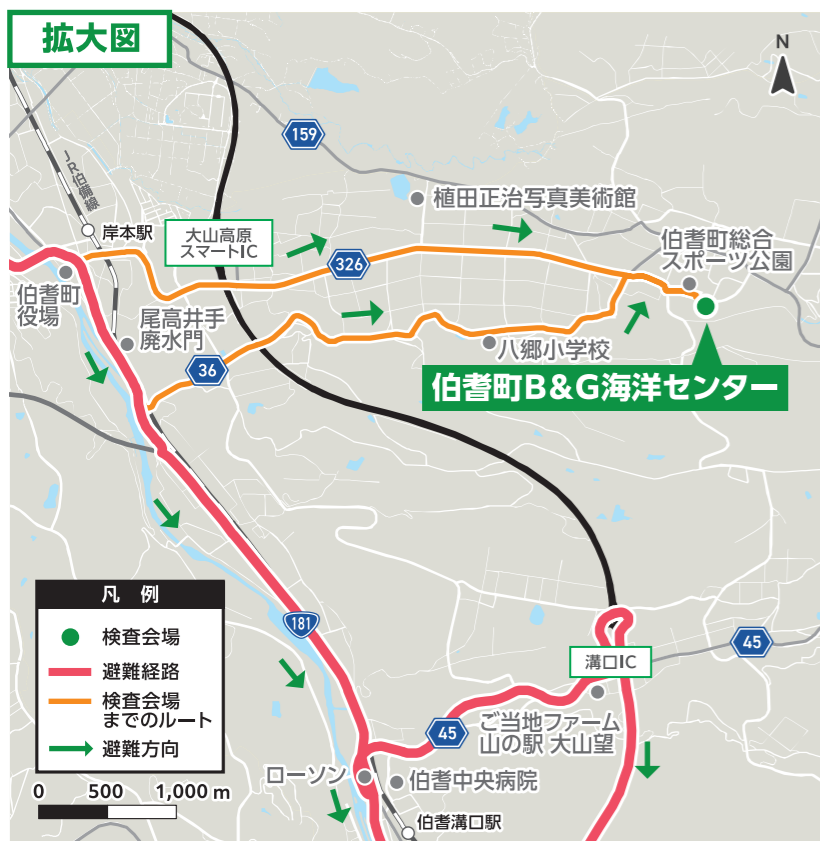 拡大図
N
159
JR伯備線
植田正治写真美術館
岸本駅
大山高原
スマートIC
伯耆町総合
スポーツ公園
326
伯耆町
役場
尾高井手
廃水門
八郷小学校
36
伯耆町B&G海洋センター
凡 例
検査会場
避難経路
検査会場
までのルート
避難方向
181
溝口IC
45
45
ご当地ファーム
山の駅 大山望
ローソン
伯耆中央病院
0 500 1,000 m
伯耆溝口駅